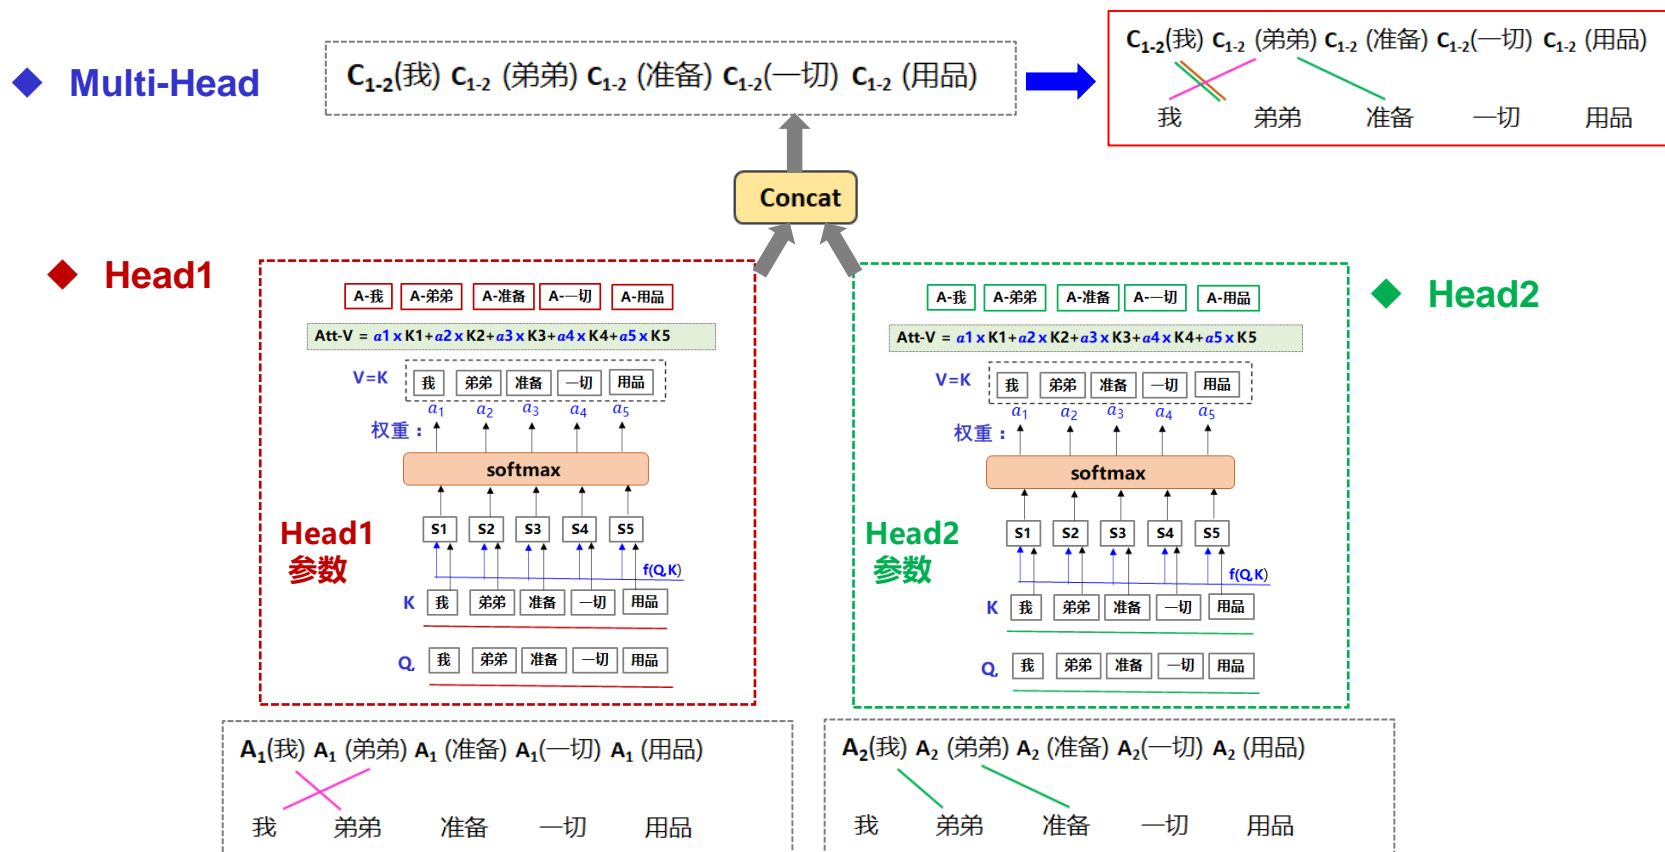 Multi-Head
C1-2(我) C1-2 (弟弟) C1-2 (准备) C1-2(一切) C1-2 (用品)
C1-2(我) C1-2 (弟弟) C1-2 (准备) C1-2(一切) C1-2 (用品)
我 弟弟 准备 一切 用品
Concat
Head1
A-我 A-弟弟 A-准备 A-一切 A-用品
Att-V = a1 x K1+a2 x K2+a3 x K3+a4 x K4+a5 x K5
V=K 我 弟弟 准备 一切 用品
a1 a2 a3 a4 a5
权重：
softmax
S1 S2 S3 S4 S5
Head1
参数
f(Q,K)
K 我 弟弟 准备 一切 用品
Q, 我 弟弟 准备 一切 用品
Head2
A-我 A-弟弟 A-准备 A-一切 A-用品
Att-V = a1 x K1+a2 x K2+a3 x K3+a4 x K4+a5 x K5
V=K 我 弟弟 准备 一切 用品
a1 a2 a3 a4 a5
权重：
softmax
S1 S2 S3 S4 S5
Head2
参数
f(Q,K)
K 我 弟弟 准备 一切 用品
Q, 我 弟弟 准备 一切 用品
A1(我) A1 (弟弟) A1 (准备) A1(一切) A1 (用品)
我 弟弟 准备 一切 用品
A2(我) A2 (弟弟) A2 (准备) A2(一切) A2 (用品)
我 弟弟 准备 一切 用品